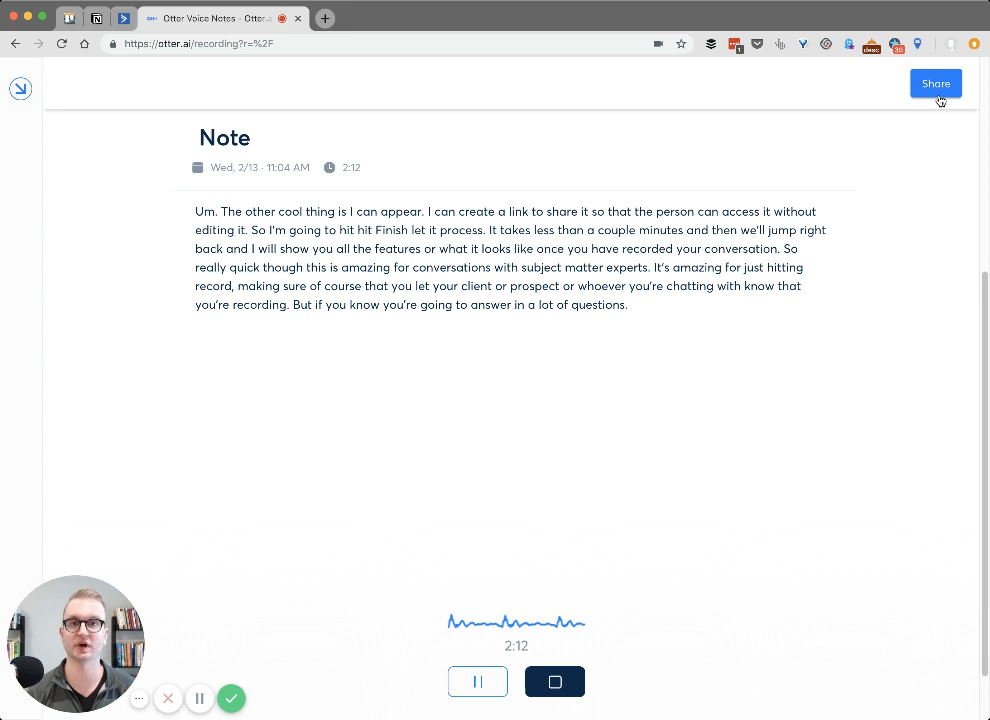 Otter Voice Notes - Otter.a
https://otter.ai/recording?r=%2F
1
desc
30
Share
Note
Wed, 2/13 · 11:04 AM 2:12
Um. The other cool thing is I can appear. I can create a link to share it so that the person can access it without
editing it. So I'm going to hit hit Finish let it process. It takes less than a couple minutes and then we'll jump right
back and I will show you all the features or what it looks like once you have recorded your conversation. So
really quick though this is amazing for conversations with subject matter experts. It's amazing for just hitting
record, making sure of course that you let your client or prospect or whoever you're chatting with know that
you're recording. But if you know you're going to answer in a lot of questions.
2:12